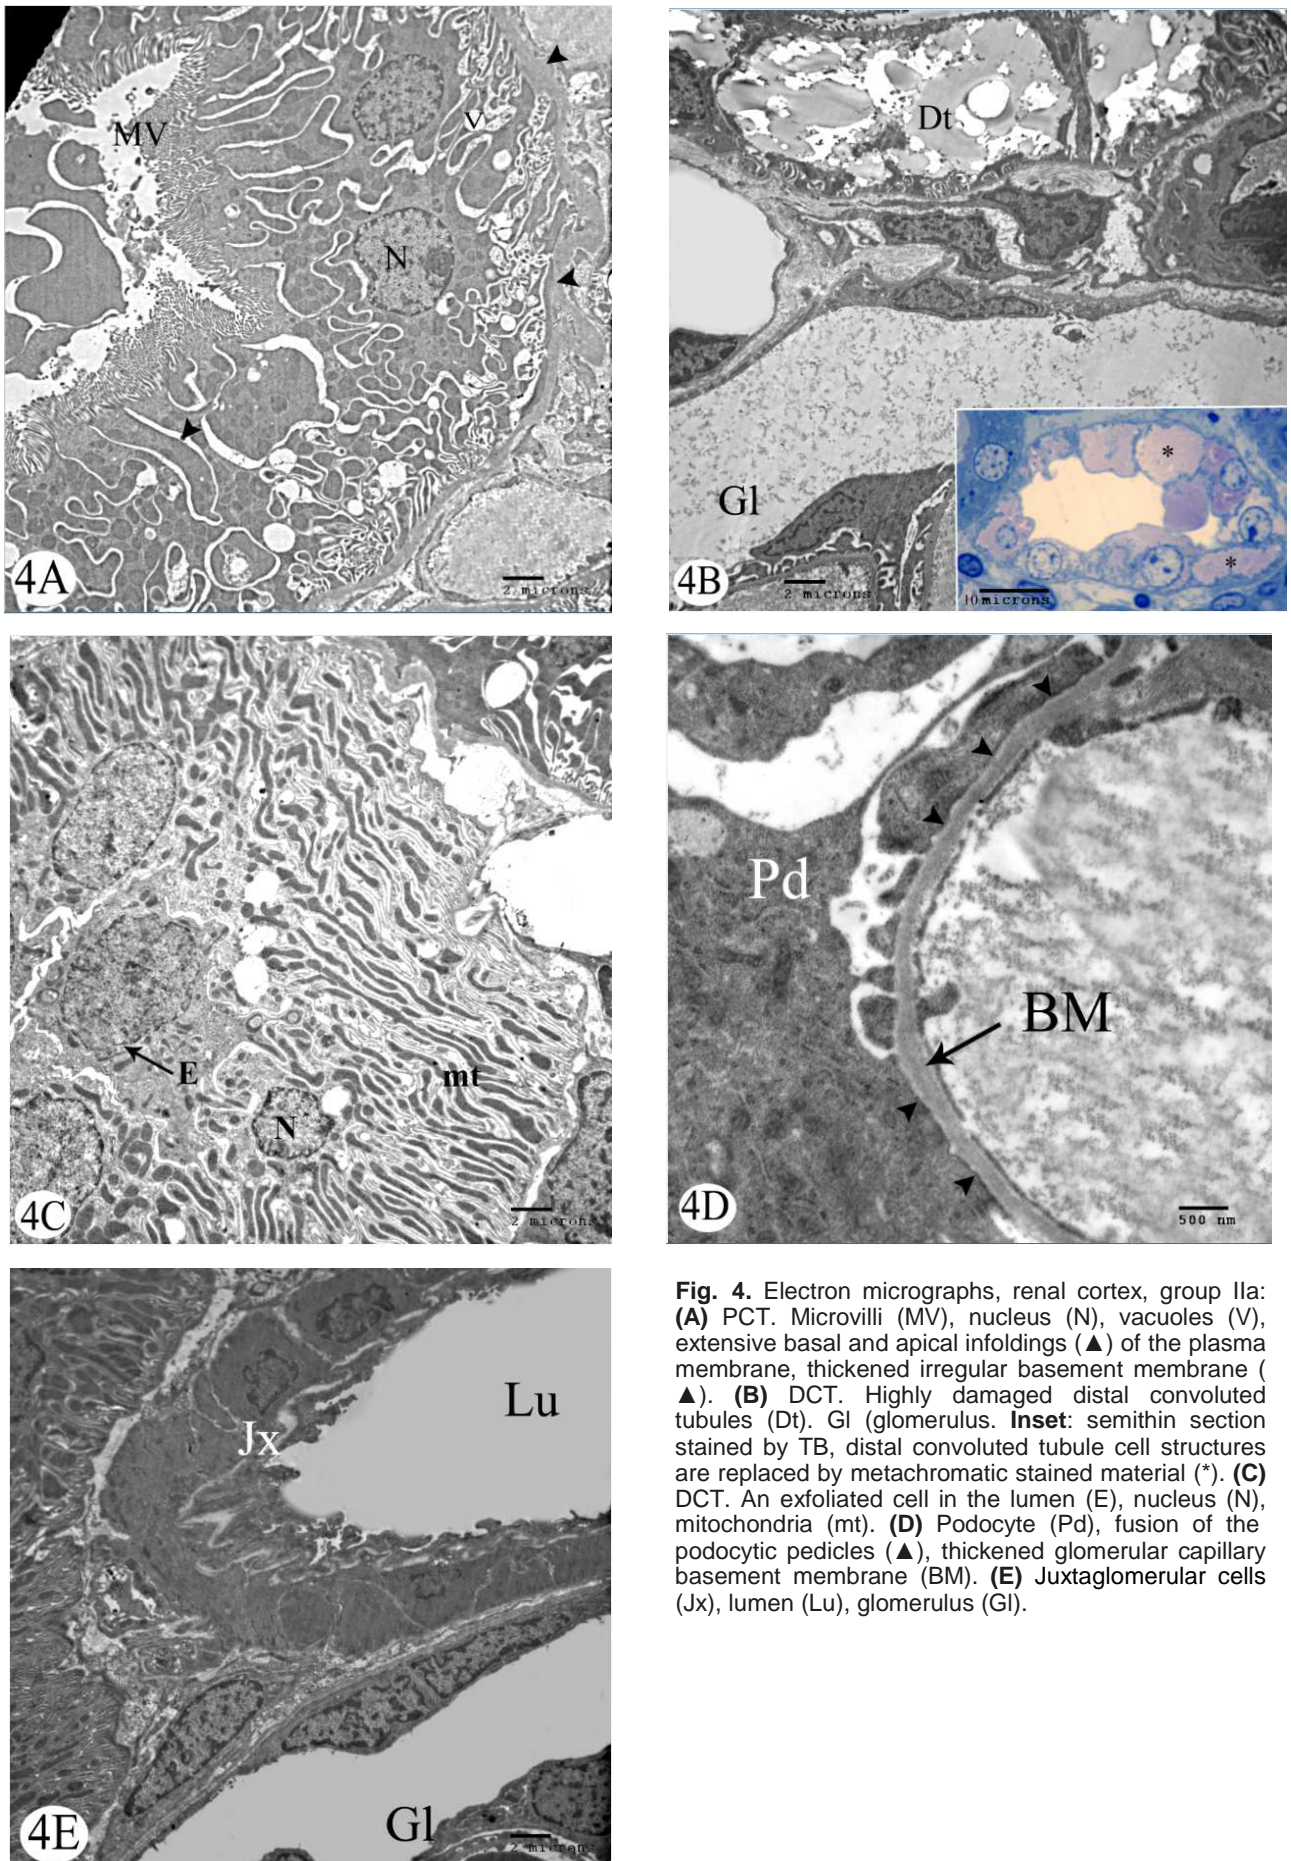 MV
V
N
4A
2 microns
Dt
Gl
4B
2 microns
*
*
10 microns
E
mt
N
4C
2 microns
Pd
BM
4D
500 nm
Lu
Jx
4E
Gl
2 microns
Fig. 4. Electron micrographs, renal cortex, group IIa:
(A) PCT. Microvilli (MV), nucleus (N), vacuoles (V),
extensive basal and apical infoldings (▲) of the plasma
membrane, thickened irregular basement membrane (
▲). (B) DCT. Highly damaged distal convoluted
tubules (Dt). Gl (glomerulus. Inset: semithin section
stained by TB, distal convoluted tubule cell structures
are replaced by metachromatic stained material (*). (C)
DCT. An exfoliated cell in the lumen (E), nucleus (N),
mitochondria (mt). (D) Podocyte (Pd), fusion of the
podocytic pedicles (▲), thickened glomerular capillary
basement membrane (BM). (E) Juxtaglomerular cells
(Jx), lumen (Lu), glomerulus (Gl).